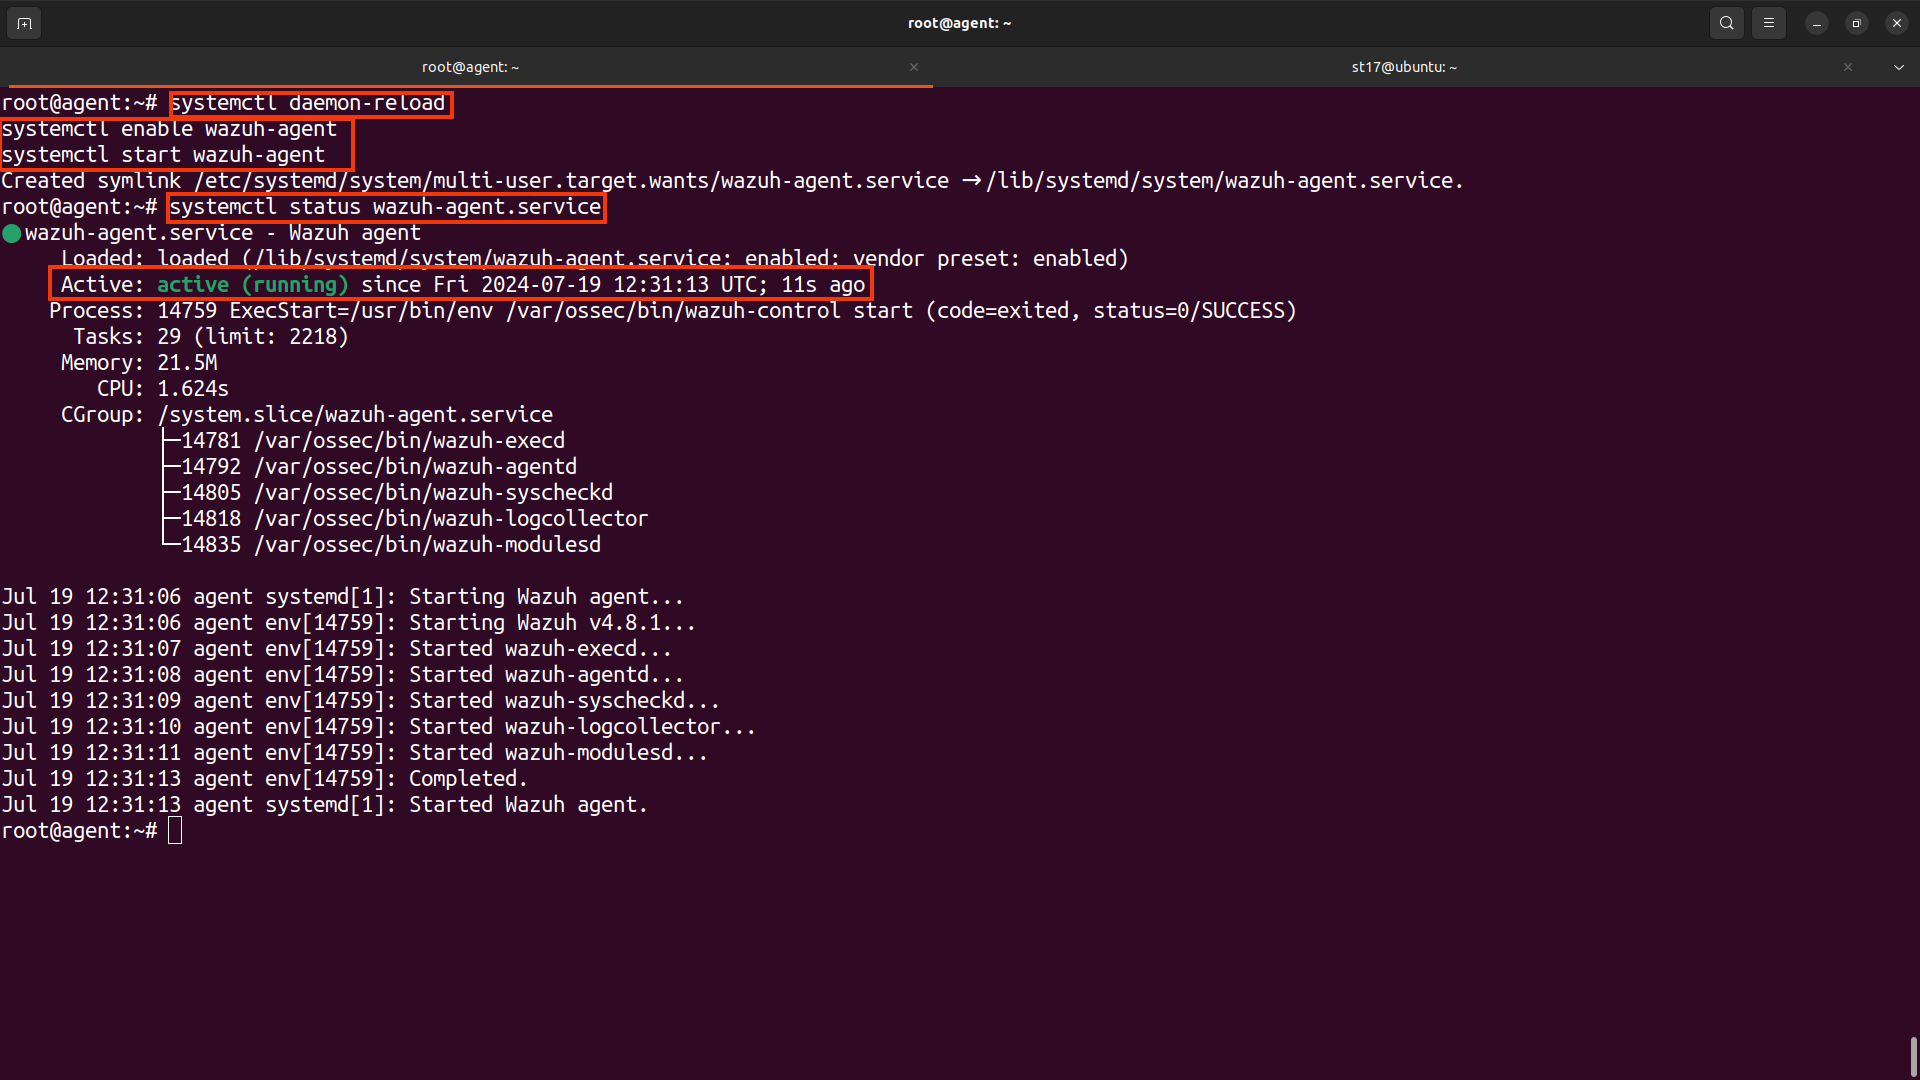 root@agent: ~
root@agent: ~
st17@ubuntu: ~
root@agent:~# systemctl daemon-reload
systemctl enable wazuh-agent
systemctl start wazuh-agent
Created symlink /etc/systemd/system/multi-user.target.wants/wazuh-agent.service → /lib/systemd/system/wazuh-agent.service.
root@agent:~# systemctl status wazuh-agent.service
● wazuh-agent.service - Wazuh agent
Loaded: loaded (/lib/systemd/system/wazuh-agent.service; enabled; vendor preset: enabled)
Active: active (running) since Fri 2024-07-19 12:31:13 UTC; 11s ago
Process: 14759 ExecStart=/usr/bin/env /var/ossec/bin/wazuh-control start (code=exited, status=0/SUCCESS)
Tasks: 29 (limit: 2218)
Memory: 21.5M
CPU: 1.624s
CGroup: /system.slice/wazuh-agent.service
├─14781 /var/ossec/bin/wazuh-execd
├─14792 /var/ossec/bin/wazuh-agentd
├─14805 /var/ossec/bin/wazuh-syscheckd
├─14818 /var/ossec/bin/wazuh-logcollector
└─14835 /var/ossec/bin/wazuh-modulesd
Jul 19 12:31:06 agent systemd[1]: Starting Wazuh agent...
Jul 19 12:31:06 agent env[14759]: Starting Wazuh v4.8.1...
Jul 19 12:31:07 agent env[14759]: Started wazuh-execd...
Jul 19 12:31:08 agent env[14759]: Started wazuh-agentd...
Jul 19 12:31:09 agent env[14759]: Started wazuh-syscheckd...
Jul 19 12:31:10 agent env[14759]: Started wazuh-logcollector...
Jul 19 12:31:11 agent env[14759]: Started wazuh-modulesd...
Jul 19 12:31:13 agent env[14759]: Completed.
Jul 19 12:31:13 agent systemd[1]: Started Wazuh agent.
root@agent:~#